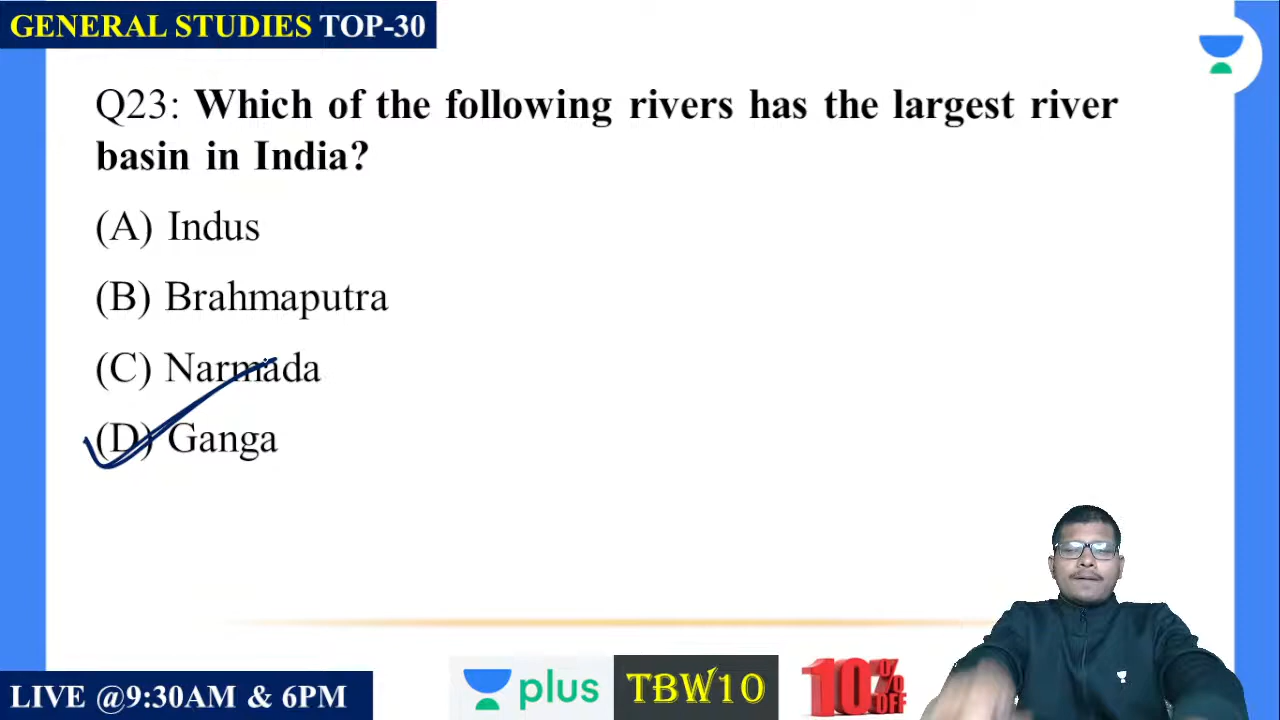 GENERAL STUDIES TOP-30
Q23: Which of the following rivers has the largest river
basin in India?
(A) Indus
(B) Brahmaputra
(C) Narmada
(D) Ganga
LIVE @9:30AM & 6PM
plus
TBW10
10% OFF